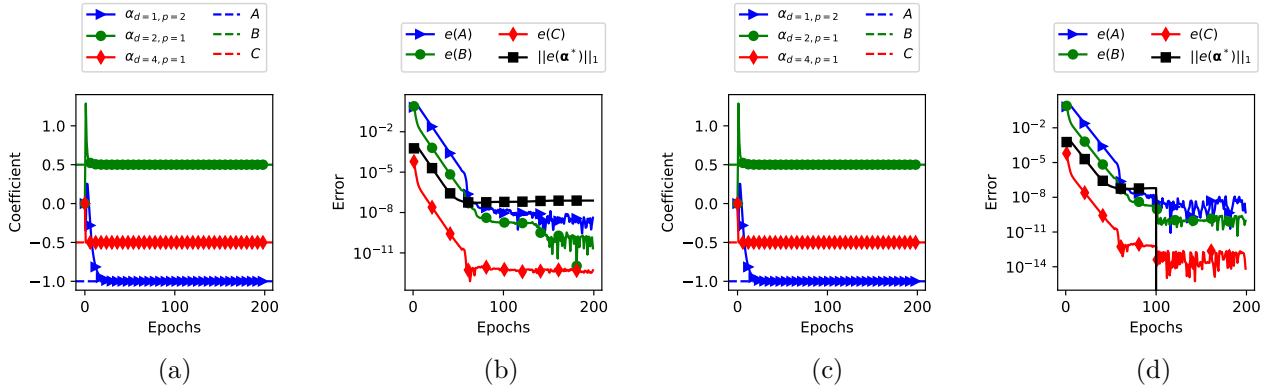 α_{d=1,p=2} A
α_{d=2,p=1} B
α_{d=4,p=1} C
1.0
0.5
0.0
−0.5
−1.0
Coefficient
0 100 200
Epochs
(a)
e(A) e(C)
e(B) ||e(α*)||₁
10⁻²
10⁻⁵
10⁻⁸
10⁻¹¹
Error
0 100 200
Epochs
(b)
α_{d=1,p=2} A
α_{d=2,p=1} B
α_{d=4,p=1} C
1.0
0.5
0.0
−0.5
−1.0
Coefficient
0 100 200
Epochs
(c)
e(A) e(C)
e(B) ||e(α*)||₁
10⁻²
10⁻⁵
10⁻⁸
10⁻¹¹
10⁻¹⁴
Error
0 100 200
Epochs
(d)